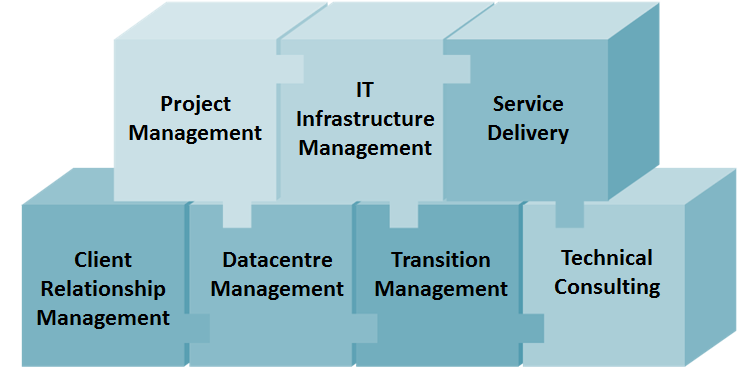 Project
Management
IT
Infrastructure
Management
Service
Delivery
Client
Relationship
Management
Datacentre
Management
Transition
Management
Technical
Consulting